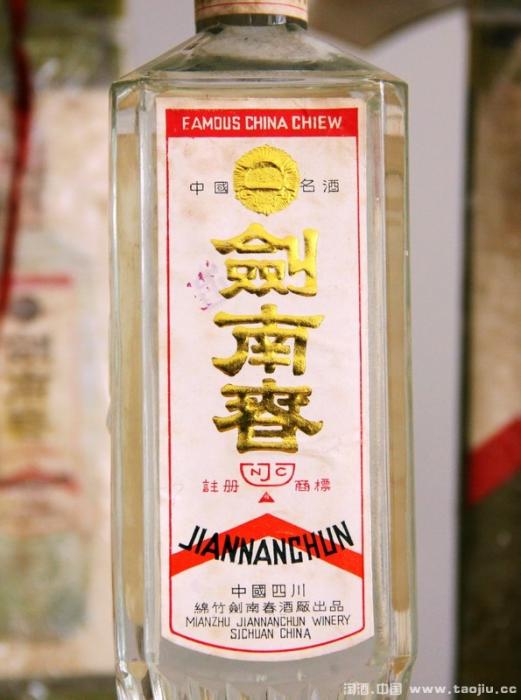 FAMOUS CHINA CHIEW
中國 名酒
劍
南
春
NJC
註册 商標
JIANNANCHUN
中國四川
綿竹劍南春酒廠出品
MIANZHU JIANNANCHUN WINERY
SICHUAN CHINA
淘酒.中国 www.taojiu.cc